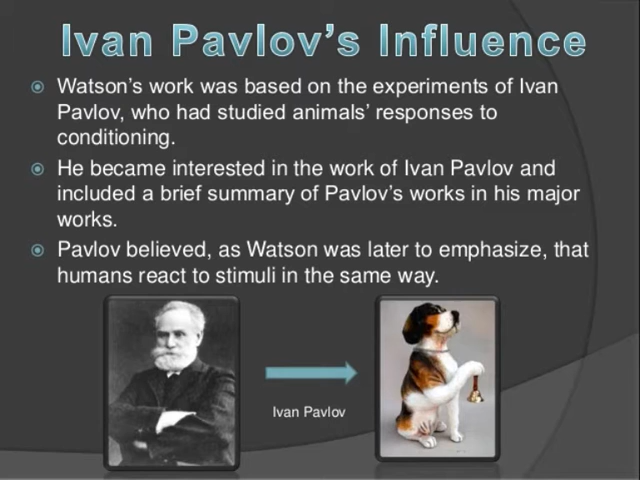 Ivan Pavlov’s Influence
Watson’s work was based on the experiments of Ivan
Pavlov, who had studied animals’ responses to
conditioning.
He became interested in the work of Ivan Pavlov and
included a brief summary of Pavlov’s works in his major
works.
Pavlov believed, as Watson was later to emphasize, that
humans react to stimuli in the same way.
Ivan Pavlov